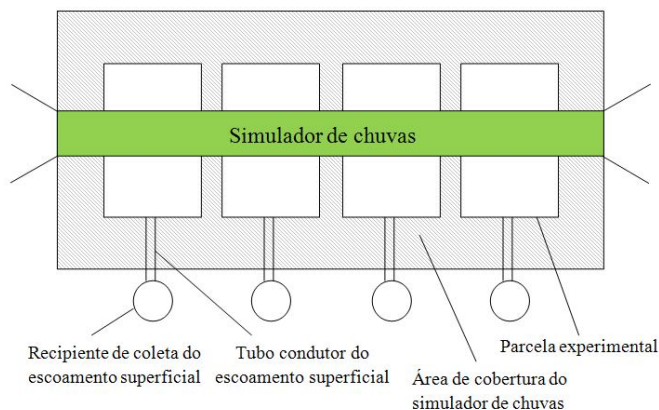 Simulador de chuvas
Recipiente de coleta do
escoamento superficial
Tubo condutor do
escoamento superficial
Área de cobertura do
simulador de chuvas
Parcela experimental